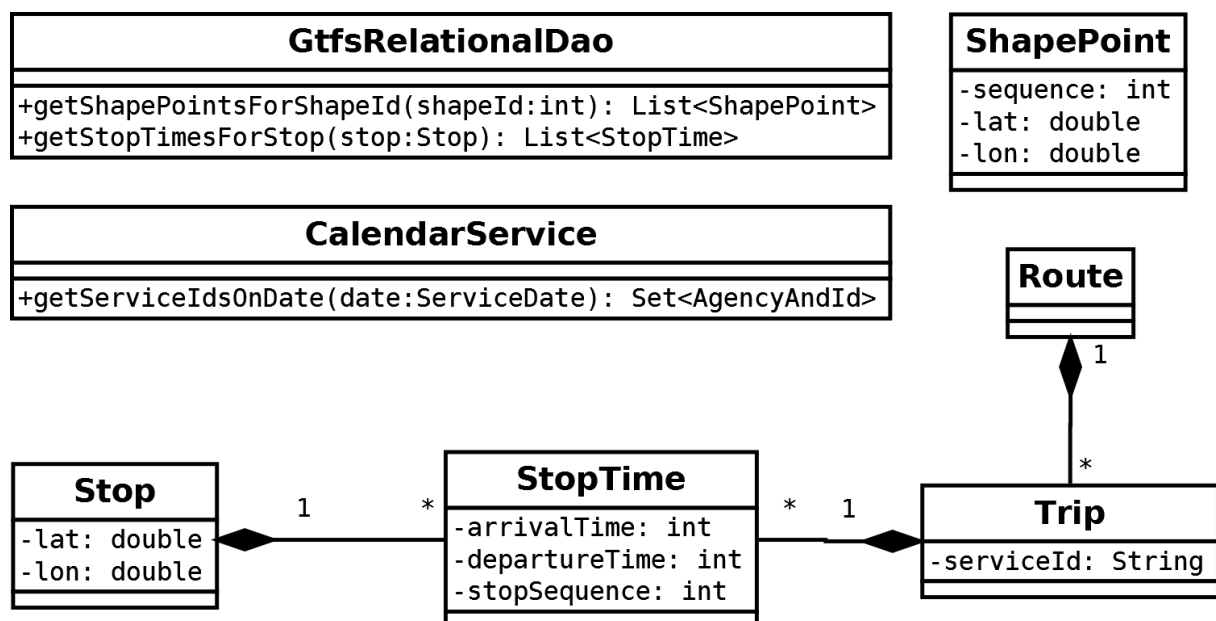 GtfsRelationalDao
+getShapePointsForShapeId(shapeId:int): List<ShapePoint>
+getStopTimesForStop(stop:Stop): List<StopTime>
ShapePoint
-sequence: int
-lat: double
-lon: double
CalendarService
+getServiceIdsOnDate(date:ServiceDate): Set<AgencyAndId>
Route
1
*
Stop
-lat: double
-lon: double
1
*
StopTime
-arrivalTime: int
-departureTime: int
-stopSequence: int
*
1
Trip
-serviceId: String